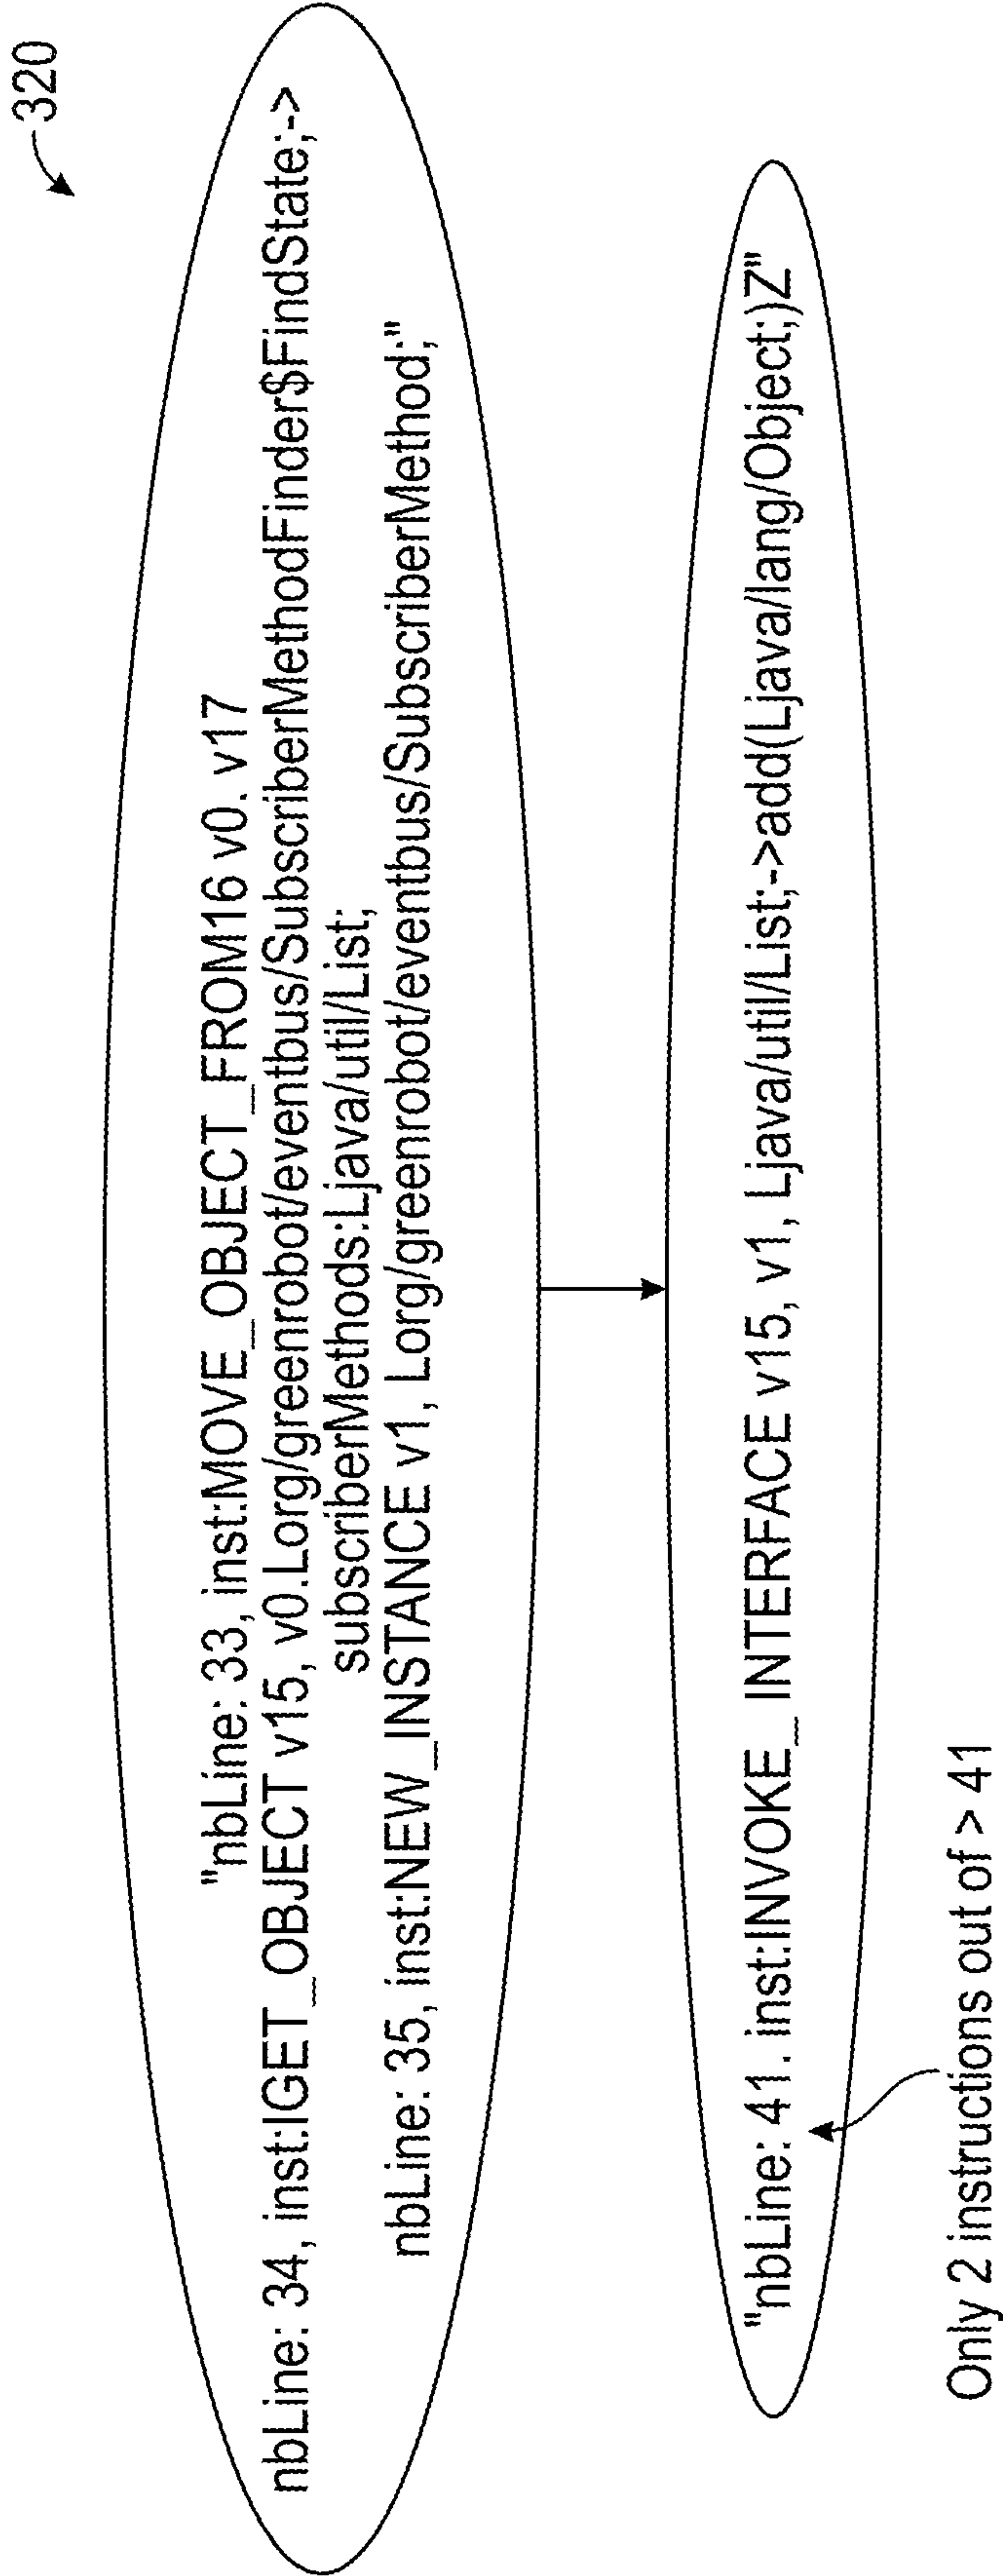 320
"nbLine: 33, inst:MOVE_OBJECT_FROM16 v0. v17
nbLine: 34, inst:IGET_OBJECT v15, v0.Lorg/greenrobot/eventbus/SubscriberMethodFinder$FindState;->
subscriberMethods:Ljava/util/List;
nbLine: 35, inst:NEW_INSTANCE v1, Lorg/greenrobot/eventbus/SubscriberMethod;"
"nbLine: 41. inst:INVOKE_INTERFACE v15, v1, Ljava/util/List;->add(Ljava/lang/Object;)Z"
Only 2 instructions out of > 41